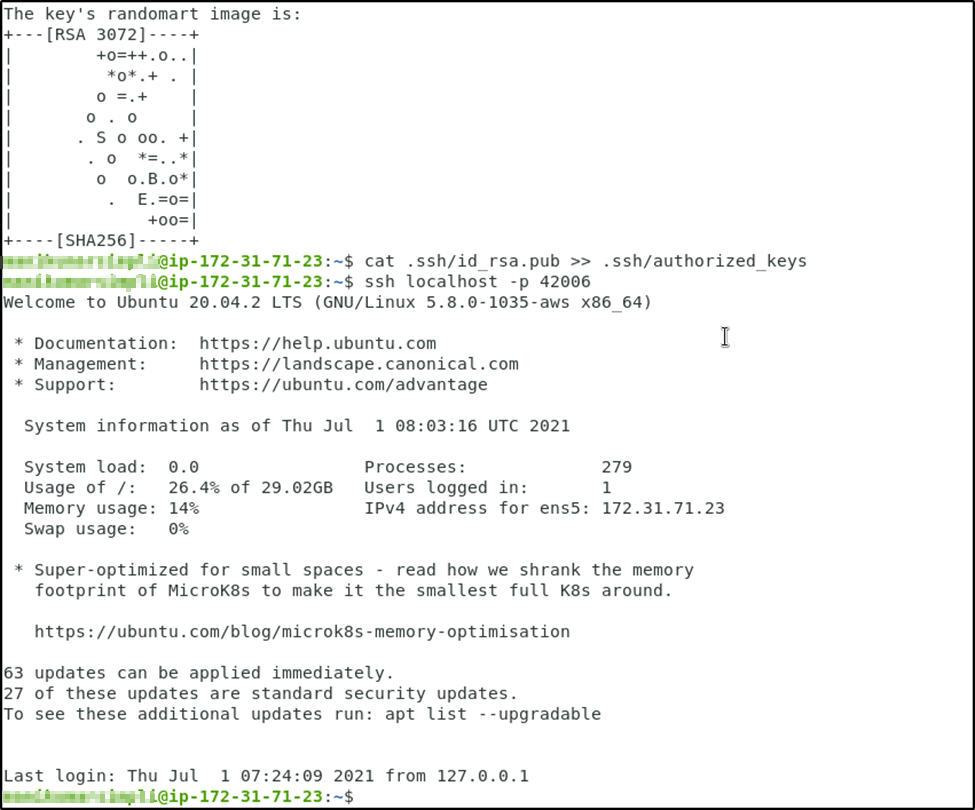 The key's randomart image is:
+---[RSA 3072]----+
|        +o=++.o..|
|         *o*.+ . |
|        o =.+    |
|       o . o     |
|      . S o oo. +|
|       . o  *=..*|
|        o  o.B.o*|
|         .  E.=o=|
|             +oo=|
+----[SHA256]-----+
@ip-172-31-71-23:~$ cat .ssh/id_rsa.pub >> .ssh/authorized_keys
@ip-172-31-71-23:~$ ssh localhost -p 42006
Welcome to Ubuntu 20.04.2 LTS (GNU/Linux 5.8.0-1035-aws x86_64)
 * Documentation:  https://help.ubuntu.com
 * Management:     https://landscape.canonical.com
 * Support:        https://ubuntu.com/advantage
  System information as of Thu Jul  1 08:03:16 UTC 2021
  System load:  0.0                Processes:             279
  Usage of /:   26.4% of 29.02GB   Users logged in:       1
  Memory usage: 14%                IPv4 address for ens5: 172.31.71.23
  Swap usage:   0%
 * Super-optimized for small spaces - read how we shrank the memory
   footprint of MicroK8s to make it the smallest full K8s around.
   https://ubuntu.com/blog/microk8s-memory-optimisation
63 updates can be applied immediately.
27 of these updates are standard security updates.
To see these additional updates run: apt list --upgradable
Last login: Thu Jul  1 07:24:09 2021 from 127.0.0.1
@ip-172-31-71-23:~$